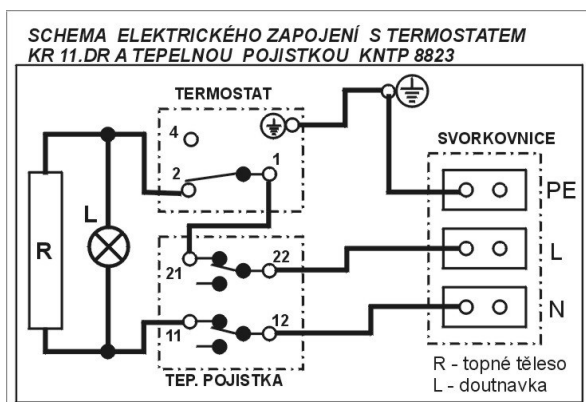 SCHEMA ELEKTRICKÉHO ZAPOJENÍ S TERMOSTATEM
KR 11.DR A TEPELNOU POJISTKOU KNTP 8823
TERMOSTAT
SVORKOVNICE
4
2
1
PE
L
R
21
22
L
11
12
N
TEP. POJISTKA
R - topné těleso
L - doutnavka